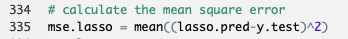 334 # calculate the mean square error
335 mse.lasso = mean((lasso.pred-y.test)^2)